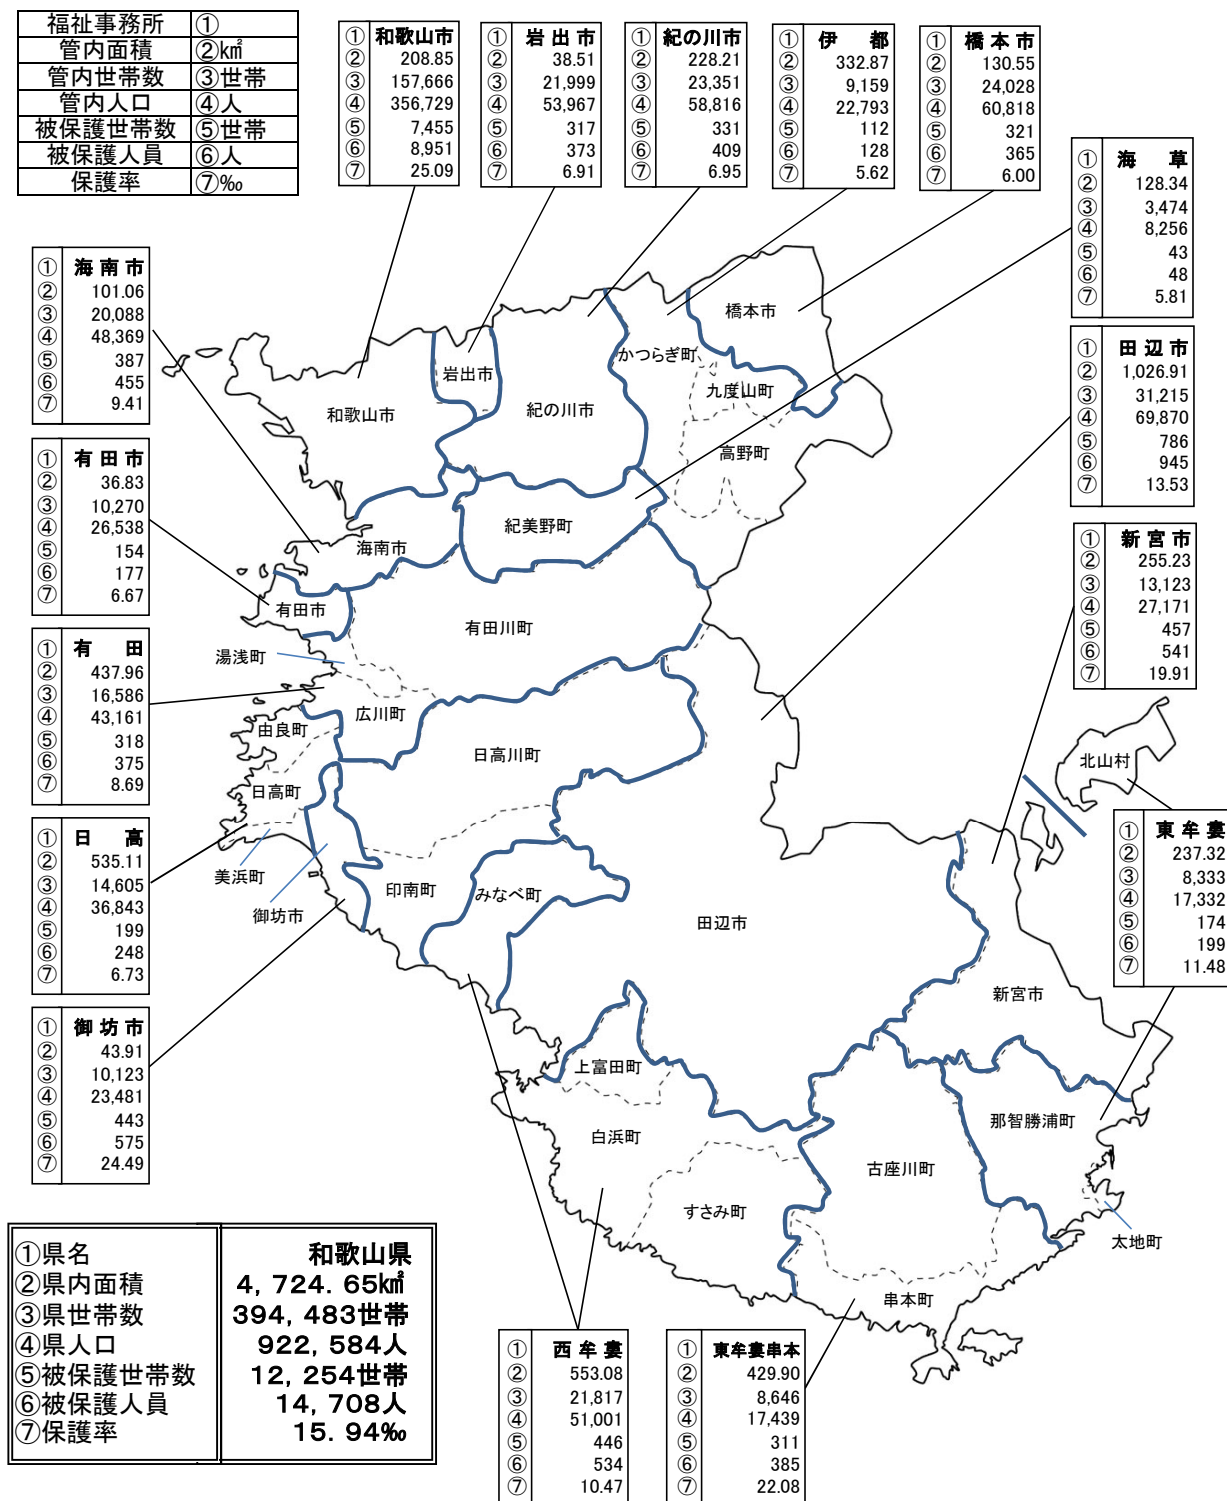 福祉事務所 ①
管内面積 ②㎢
管内世帯数 ③世帯
管内人口 ④人
被保護世帯数 ⑤世帯
被保護人員 ⑥人
保護率 ⑦‰
① 和歌山市
② 208.85
③ 157,666
④ 356,729
⑤ 7,455
⑥ 8,951
⑦ 25.09
① 岩出市
② 38.51
③ 21,999
④ 53,967
⑤ 317
⑥ 373
⑦ 6.91
① 紀の川市
② 228.21
③ 23,351
④ 58,816
⑤ 331
⑥ 409
⑦ 6.95
① 伊都
② 332.87
③ 9,159
④ 22,793
⑤ 112
⑥ 128
⑦ 5.62
① 橋本市
② 130.55
③ 24,028
④ 60,818
⑤ 321
⑥ 365
⑦ 6.00
① 海草
② 128.34
③ 3,474
④ 8,256
⑤ 43
⑥ 48
⑦ 5.81
① 海南市
② 101.06
③ 20,088
④ 48,369
⑤ 387
⑥ 455
⑦ 9.41
① 田辺市
② 1,026.91
③ 31,215
④ 69,870
⑤ 786
⑥ 945
⑦ 13.53
① 有田市
② 36.83
③ 10,270
④ 26,538
⑤ 154
⑥ 177
⑦ 6.67
① 新宮市
② 255.23
③ 13,123
④ 27,171
⑤ 457
⑥ 541
⑦ 19.91
① 有田
② 437.96
③ 16,586
④ 43,161
⑤ 318
⑥ 375
⑦ 8.69
① 日高
② 535.11
③ 14,605
④ 36,843
⑤ 199
⑥ 248
⑦ 6.73
① 東牟婁
② 237.32
③ 8,333
④ 17,332
⑤ 174
⑥ 199
⑦ 11.48
① 御坊市
② 43.91
③ 10,123
④ 23,481
⑤ 443
⑥ 575
⑦ 24.49
橋本市
かつらぎ町
岩出市
九度山町
和歌山市
紀の川市
高野町
紀美野町
海南市
有田市
有田川町
湯浅町
広川町
由良町
日高川町
北山村
日高町
美浜町
印南町
みなべ町
御坊市
田辺市
新宮市
上富田町
那智勝浦町
白浜町
古座川町
すさみ町
太地町
串本町
①県名 和歌山県
②県内面積 4,724.65㎢
③県世帯数 394,483世帯
④県人口 922,584人
⑤被保護世帯数 12,254世帯
⑥被保護人員 14,708人
⑦保護率 15.94‰
① 西牟婁
② 553.08
③ 21,817
④ 51,001
⑤ 446
⑥ 534
⑦ 10.47
① 東牟婁串本
② 429.90
③ 8,646
④ 17,439
⑤ 311
⑥ 385
⑦ 22.08